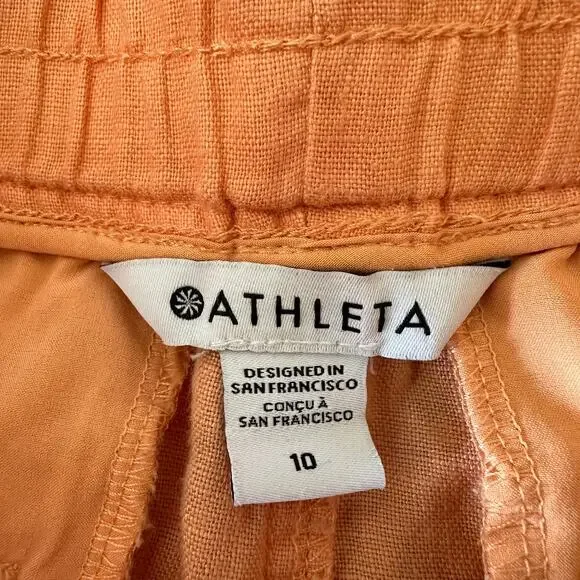 ATHLETA
DESIGNED IN
SAN FRANCISCO
CONÇU À
SAN FRANCISCO
10